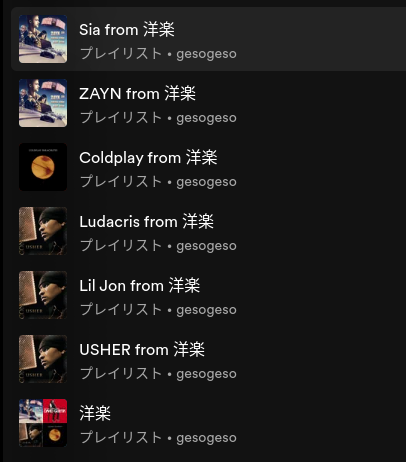 Sia from 洋楽
プレイリスト • gesogeso
ZAYN from 洋楽
プレイリスト • gesogeso
Coldplay from 洋楽
プレイリスト • gesogeso
Ludacris from 洋楽
プレイリスト • gesogeso
Lil Jon from 洋楽
プレイリスト • gesogeso
USHER from 洋楽
プレイリスト • gesogeso
洋楽
プレイリスト • gesogeso